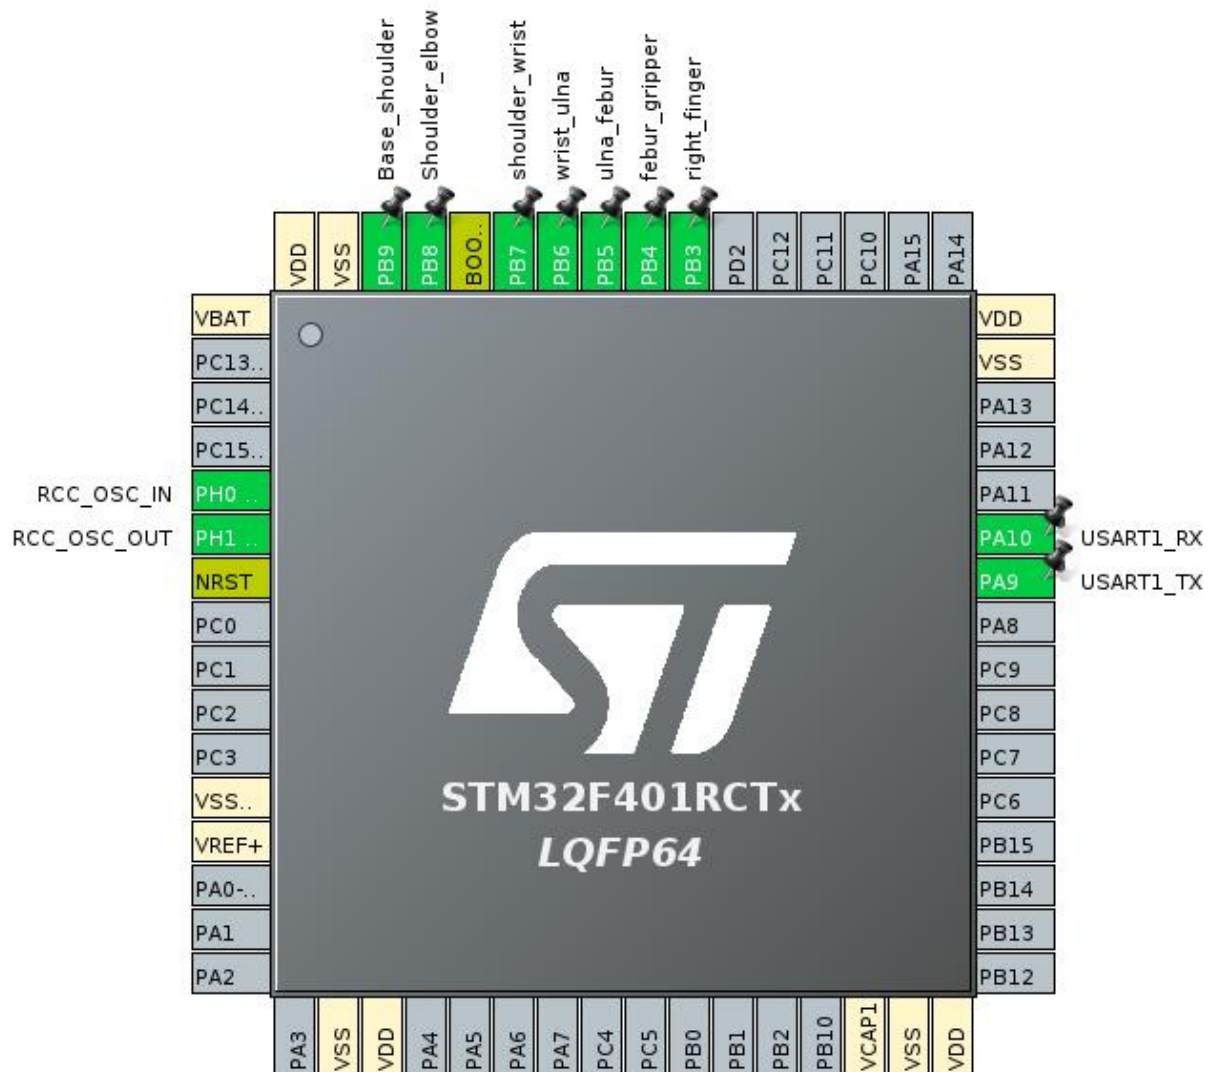 Base_shoulder
Shoulder_elbow
shoulder_wrist
wrist_ulna
ulna_febur
febur_gripper
right_finger
VDD
VSS
PB9
PB8
BOO..
PB7
PB6
PB5
PB4
PB3
PD2
PC12
PC11
PC10
PA15
PA14
VBAT
PC13..
PC14..
PC15..
RCC_OSC_IN PH0 ..
RCC_OSC_OUT PH1 ..
NRST
PC0
PC1
PC2
PC3
VSS..
VREF+
PA0-..
PA1
PA2
VDD
VSS
PA13
PA12
PA11
PA10 USART1_RX
PA9 USART1_TX
PA8
PC9
PC8
PC7
PC6
PB15
PB14
PB13
PB12
STM32F401RCTx
LQFP64
PA3
VSS
VDD
PA4
PA5
PA6
PA7
PC4
PC5
PB0
PB1
PB2
PB10
VCAP1
VSS
VDD